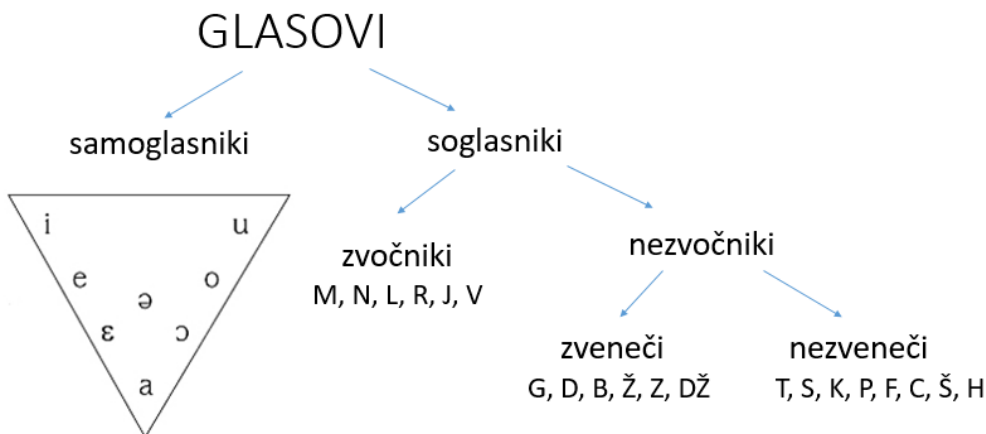 GLASOVI
samoglasniki
soglasniki
i
u
e
o
ə
ɛ
ɔ
a
zvočniki
M, N, L, R, J, V
nezvočniki
zveneči
G, D, B, Ž, Z, DŽ
nezveneči
T, S, K, P, F, C, Š, H